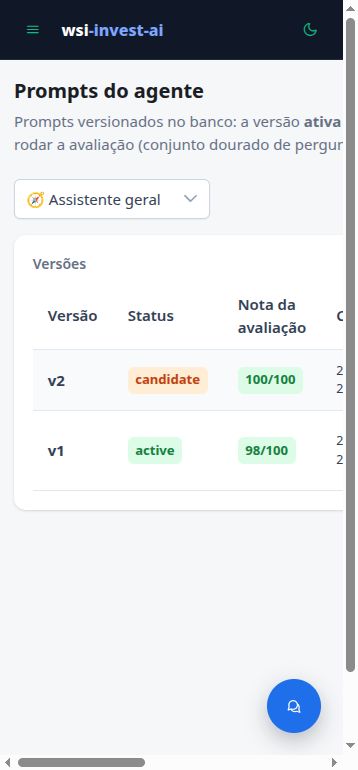 wsi-invest-ai
Prompts do agente
Prompts versionados no banco: a versão ativa
rodar a avaliação (conjunto dourado de
🧭 Assistente geral
Versões
Versão Status Nota da avaliação
v2 candidate 100/100
v1 active 98/100